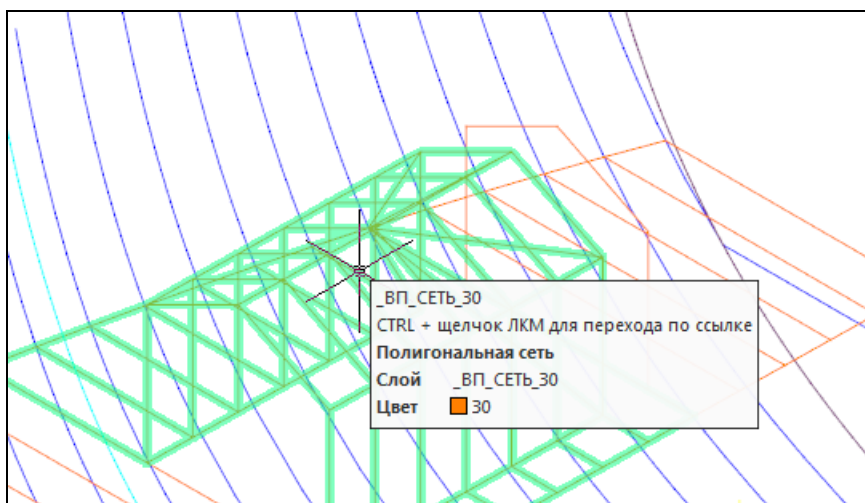 _ВП_СЕТЬ_30
CTRL + щелчок ЛКМ для перехода по ссылке
Полигональная сеть
Слой _ВП_СЕТЬ_30
Цвет 30